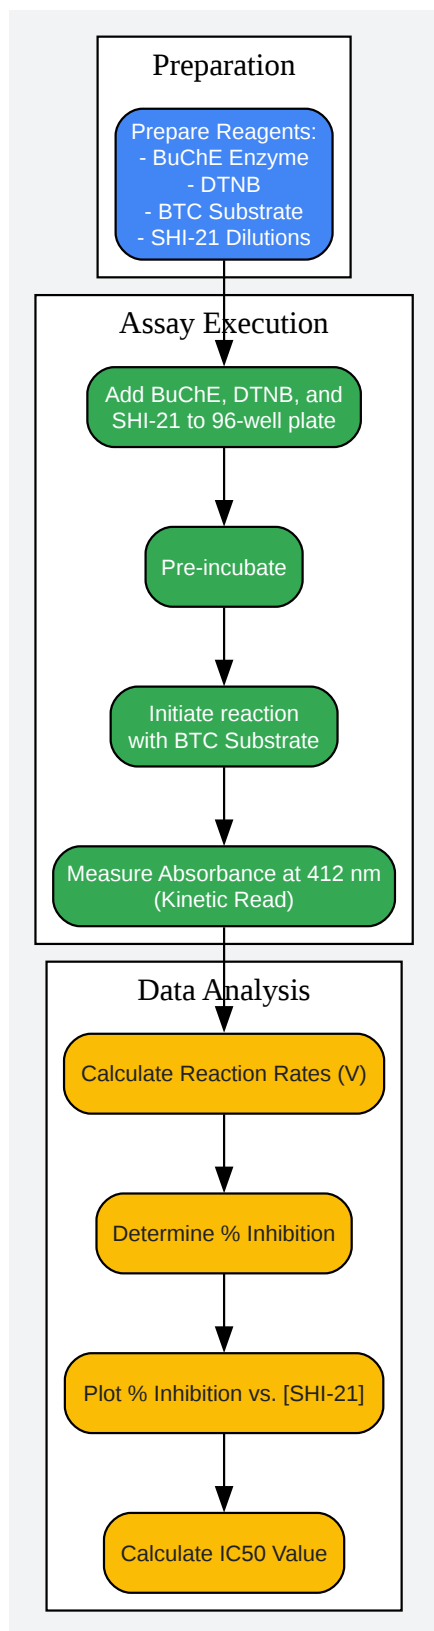 Preparation
Prepare Reagents:
- BuChE Enzyme
- DTNB
- BTC Substrate
- SHI-21 Dilutions
Assay Execution
Add BuChE, DTNB, and
SHI-21 to 96-well plate
Pre-incubate
Initiate reaction
with BTC Substrate
Measure Absorbance at 412 nm
(Kinetic Read)
Data Analysis
Calculate Reaction Rates (V)
Determine % Inhibition
Plot % Inhibition vs. [SHI-21]
Calculate IC50 Value